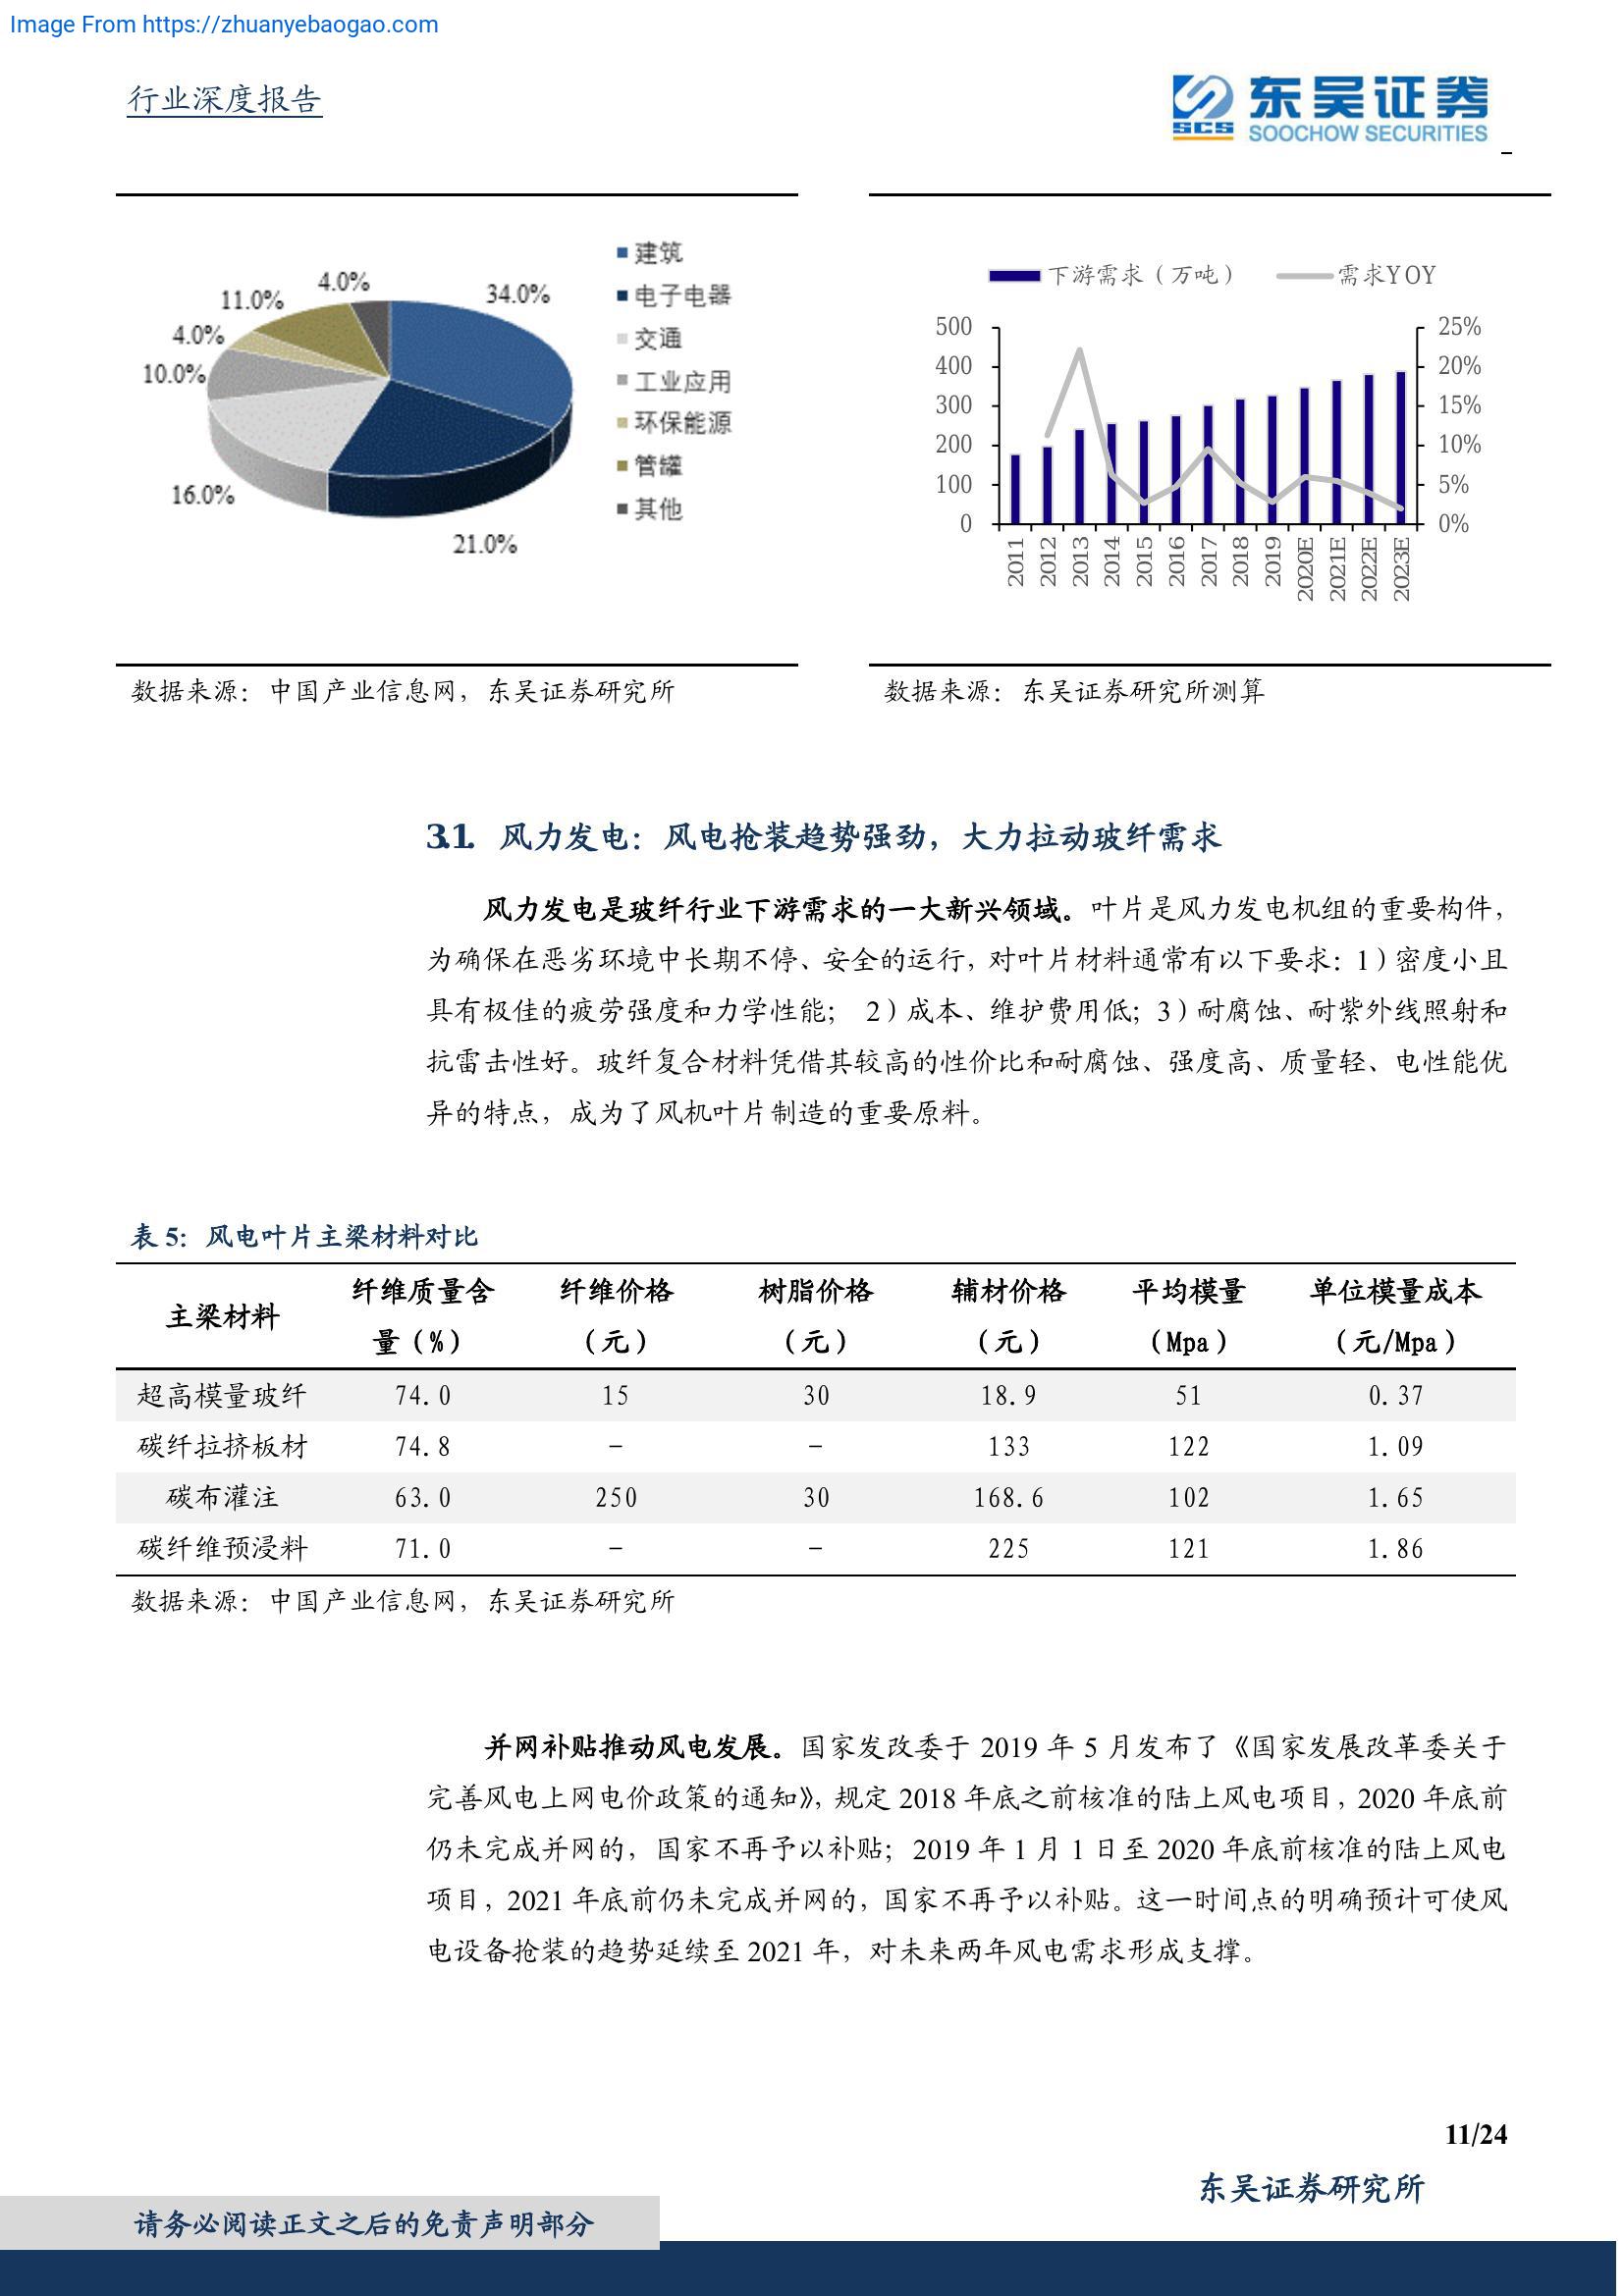 Image From https://zhuanyebaogao.com
行业深度报告
SCS 东吴证券
SOOCHOW SECURITIES
34.0%
21.0%
16.0%
10.0%
4.0%
11.0%
4.0%
建筑
电子电器
交通
工业应用
环保能源
管罐
其他
下游需求（万吨） 需求YOY
500 25%
400 20%
300 15%
200 10%
100 5%
0 0%
2011 2012 2013 2014 2015 2016 2017 2018 2019 2020E 2021E 2022E 2023E
数据来源：中国产业信息网，东吴证券研究所
数据来源：东吴证券研究所测算
3.1. 风力发电：风电抢装趋势强劲，大力拉动玻纤需求
风力发电是玻纤行业下游需求的一大新兴领域。叶片是风力发电机组的重要构件，
为确保在恶劣环境中长期不停、安全的运行，对叶片材料通常有以下要求：1）密度小且
具有极佳的疲劳强度和力学性能； 2）成本、维护费用低；3）耐腐蚀、耐紫外线照射和
抗雷击性好。玻纤复合材料凭借其较高的性价比和耐腐蚀、强度高、质量轻、电性能优
异的特点，成为了风机叶片制造的重要原料。
表 5：风电叶片主梁材料对比
主梁材料 纤维质量含量（%） 纤维价格（元） 树脂价格（元） 辅材价格（元） 平均模量（Mpa） 单位模量成本（元/Mpa）
超高模量玻纤 74.0 15 30 18.9 51 0.37
碳纤拉挤板材 74.8 - - 133 122 1.09
碳布灌注 63.0 250 30 168.6 102 1.65
碳纤维预浸料 71.0 - - 225 121 1.86
数据来源：中国产业信息网，东吴证券研究所
并网补贴推动风电发展。国家发改委于 2019 年 5 月发布了《国家发展改革委关于
完善风电上网电价政策的通知》，规定 2018 年底之前核准的陆上风电项目，2020 年底前
仍未完成并网的，国家不再予以补贴；2019 年 1 月 1 日至 2020 年底前核准的陆上风电
项目，2021 年底前仍未完成并网的，国家不再予以补贴。这一时间点的明确预计可使风
电设备抢装的趋势延续至 2021 年，对未来两年风电需求形成支撑。
11/24
东吴证券研究所
请务必阅读正文之后的免责声明部分